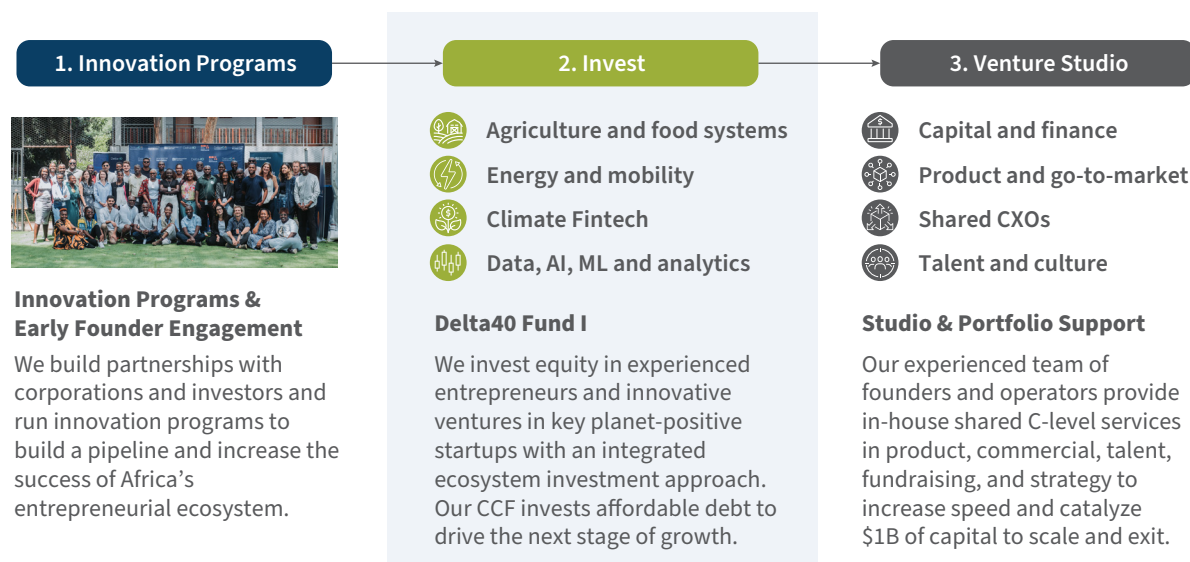 1. Innovation Programs
2. Invest
3. Venture Studio
Innovation Programs &
Early Founder Engagement
We build partnerships with
corporations and investors and
run innovation programs to
build a pipeline and increase the
success of Africa’s
entrepreneurial ecosystem.
Agriculture and food systems
Energy and mobility
Climate Fintech
Data, AI, ML and analytics
Delta40 Fund I
We invest equity in experienced
entrepreneurs and innovative
ventures in key planet-positive
startups with an integrated
ecosystem investment approach.
Our CCF invests affordable debt to
drive the next stage of growth.
Capital and finance
Product and go-to-market
Shared CXOs
Talent and culture
Studio & Portfolio Support
Our experienced team of
founders and operators provide
in-house shared C-level services
in product, commercial, talent,
fundraising, and strategy to
increase speed and catalyze
$1B of capital to scale and exit.